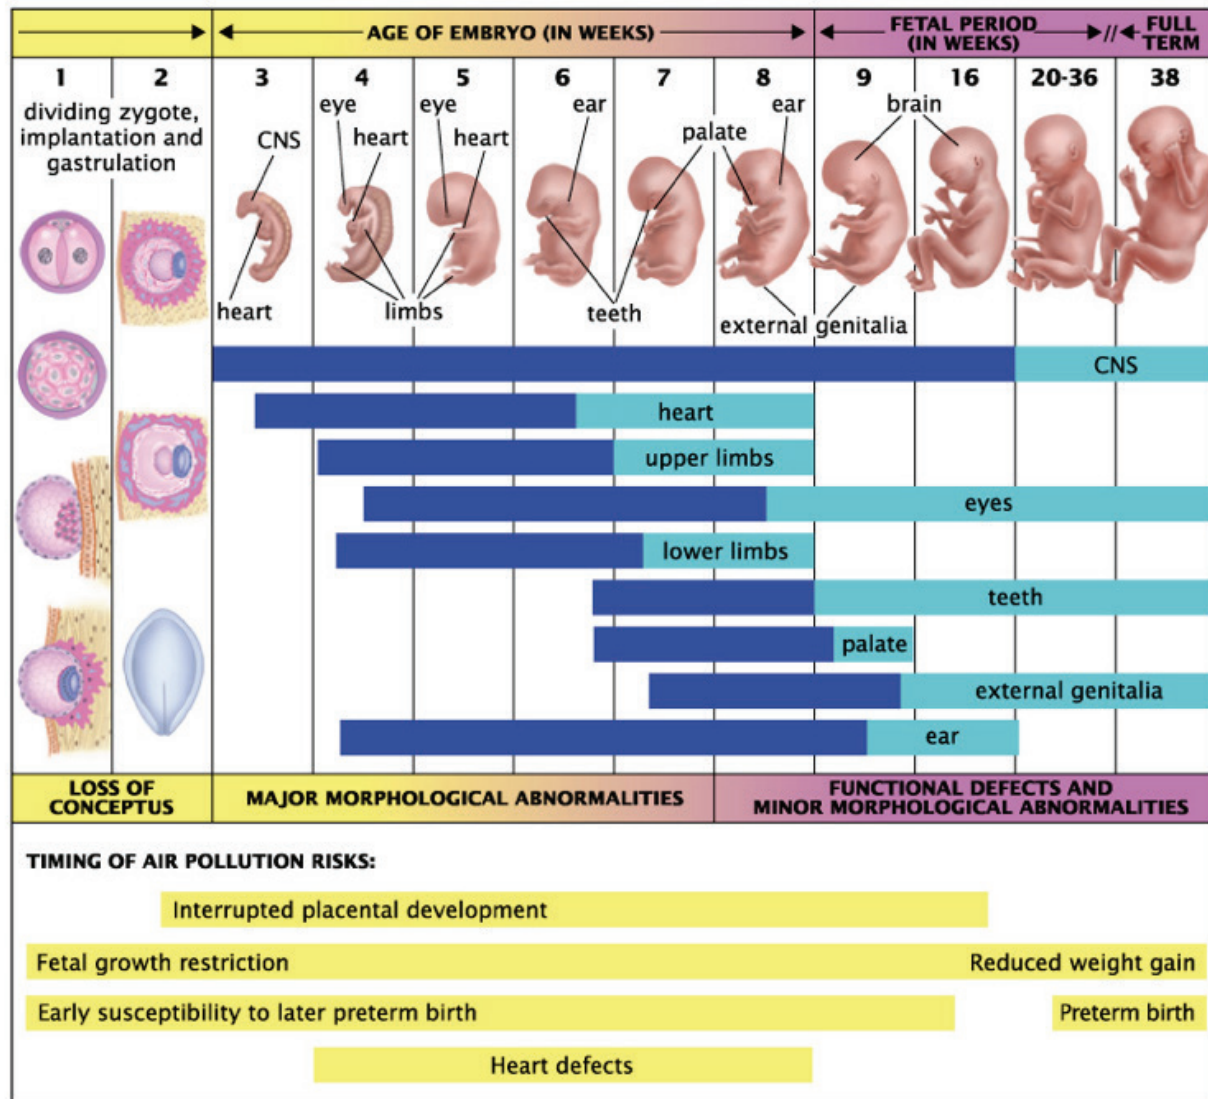 AGE OF EMBRYO (IN WEEKS)
FETAL PERIOD
(IN WEEKS)
//
FULL
TERM
1
2
3
4
5
6
7
8
9
16
20-36
38
dividing zygote,
implantation and
gastrulation
CNS
heart
eye
heart
eye
heart
limbs
ear
palate
teeth
ear
external genitalia
brain
CNS
heart
upper limbs
eyes
lower limbs
teeth
palate
external genitalia
ear
LOSS OF
CONCEPTUS
MAJOR MORPHOLOGICAL ABNORMALITIES
FUNCTIONAL DEFECTS AND
MINOR MORPHOLOGICAL ABNORMALITIES
TIMING OF AIR POLLUTION RISKS:
Interrupted placental development
Fetal growth restriction
Reduced weight gain
Early susceptibility to later preterm birth
Preterm birth
Heart defects